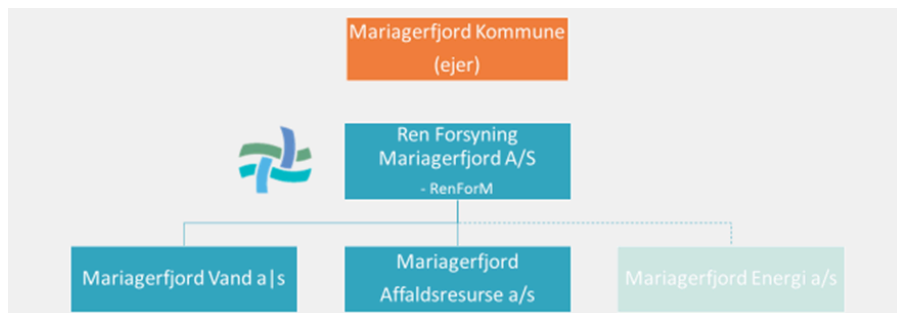 Mariagerfjord Kommune
(ejer)
Ren Forsyning
Mariagerfjord A/S
- RenForM
Mariagerfjord Vand a|s
Mariagerfjord
Affaldsresurse a/s
Mariagerfjord Energi a/s